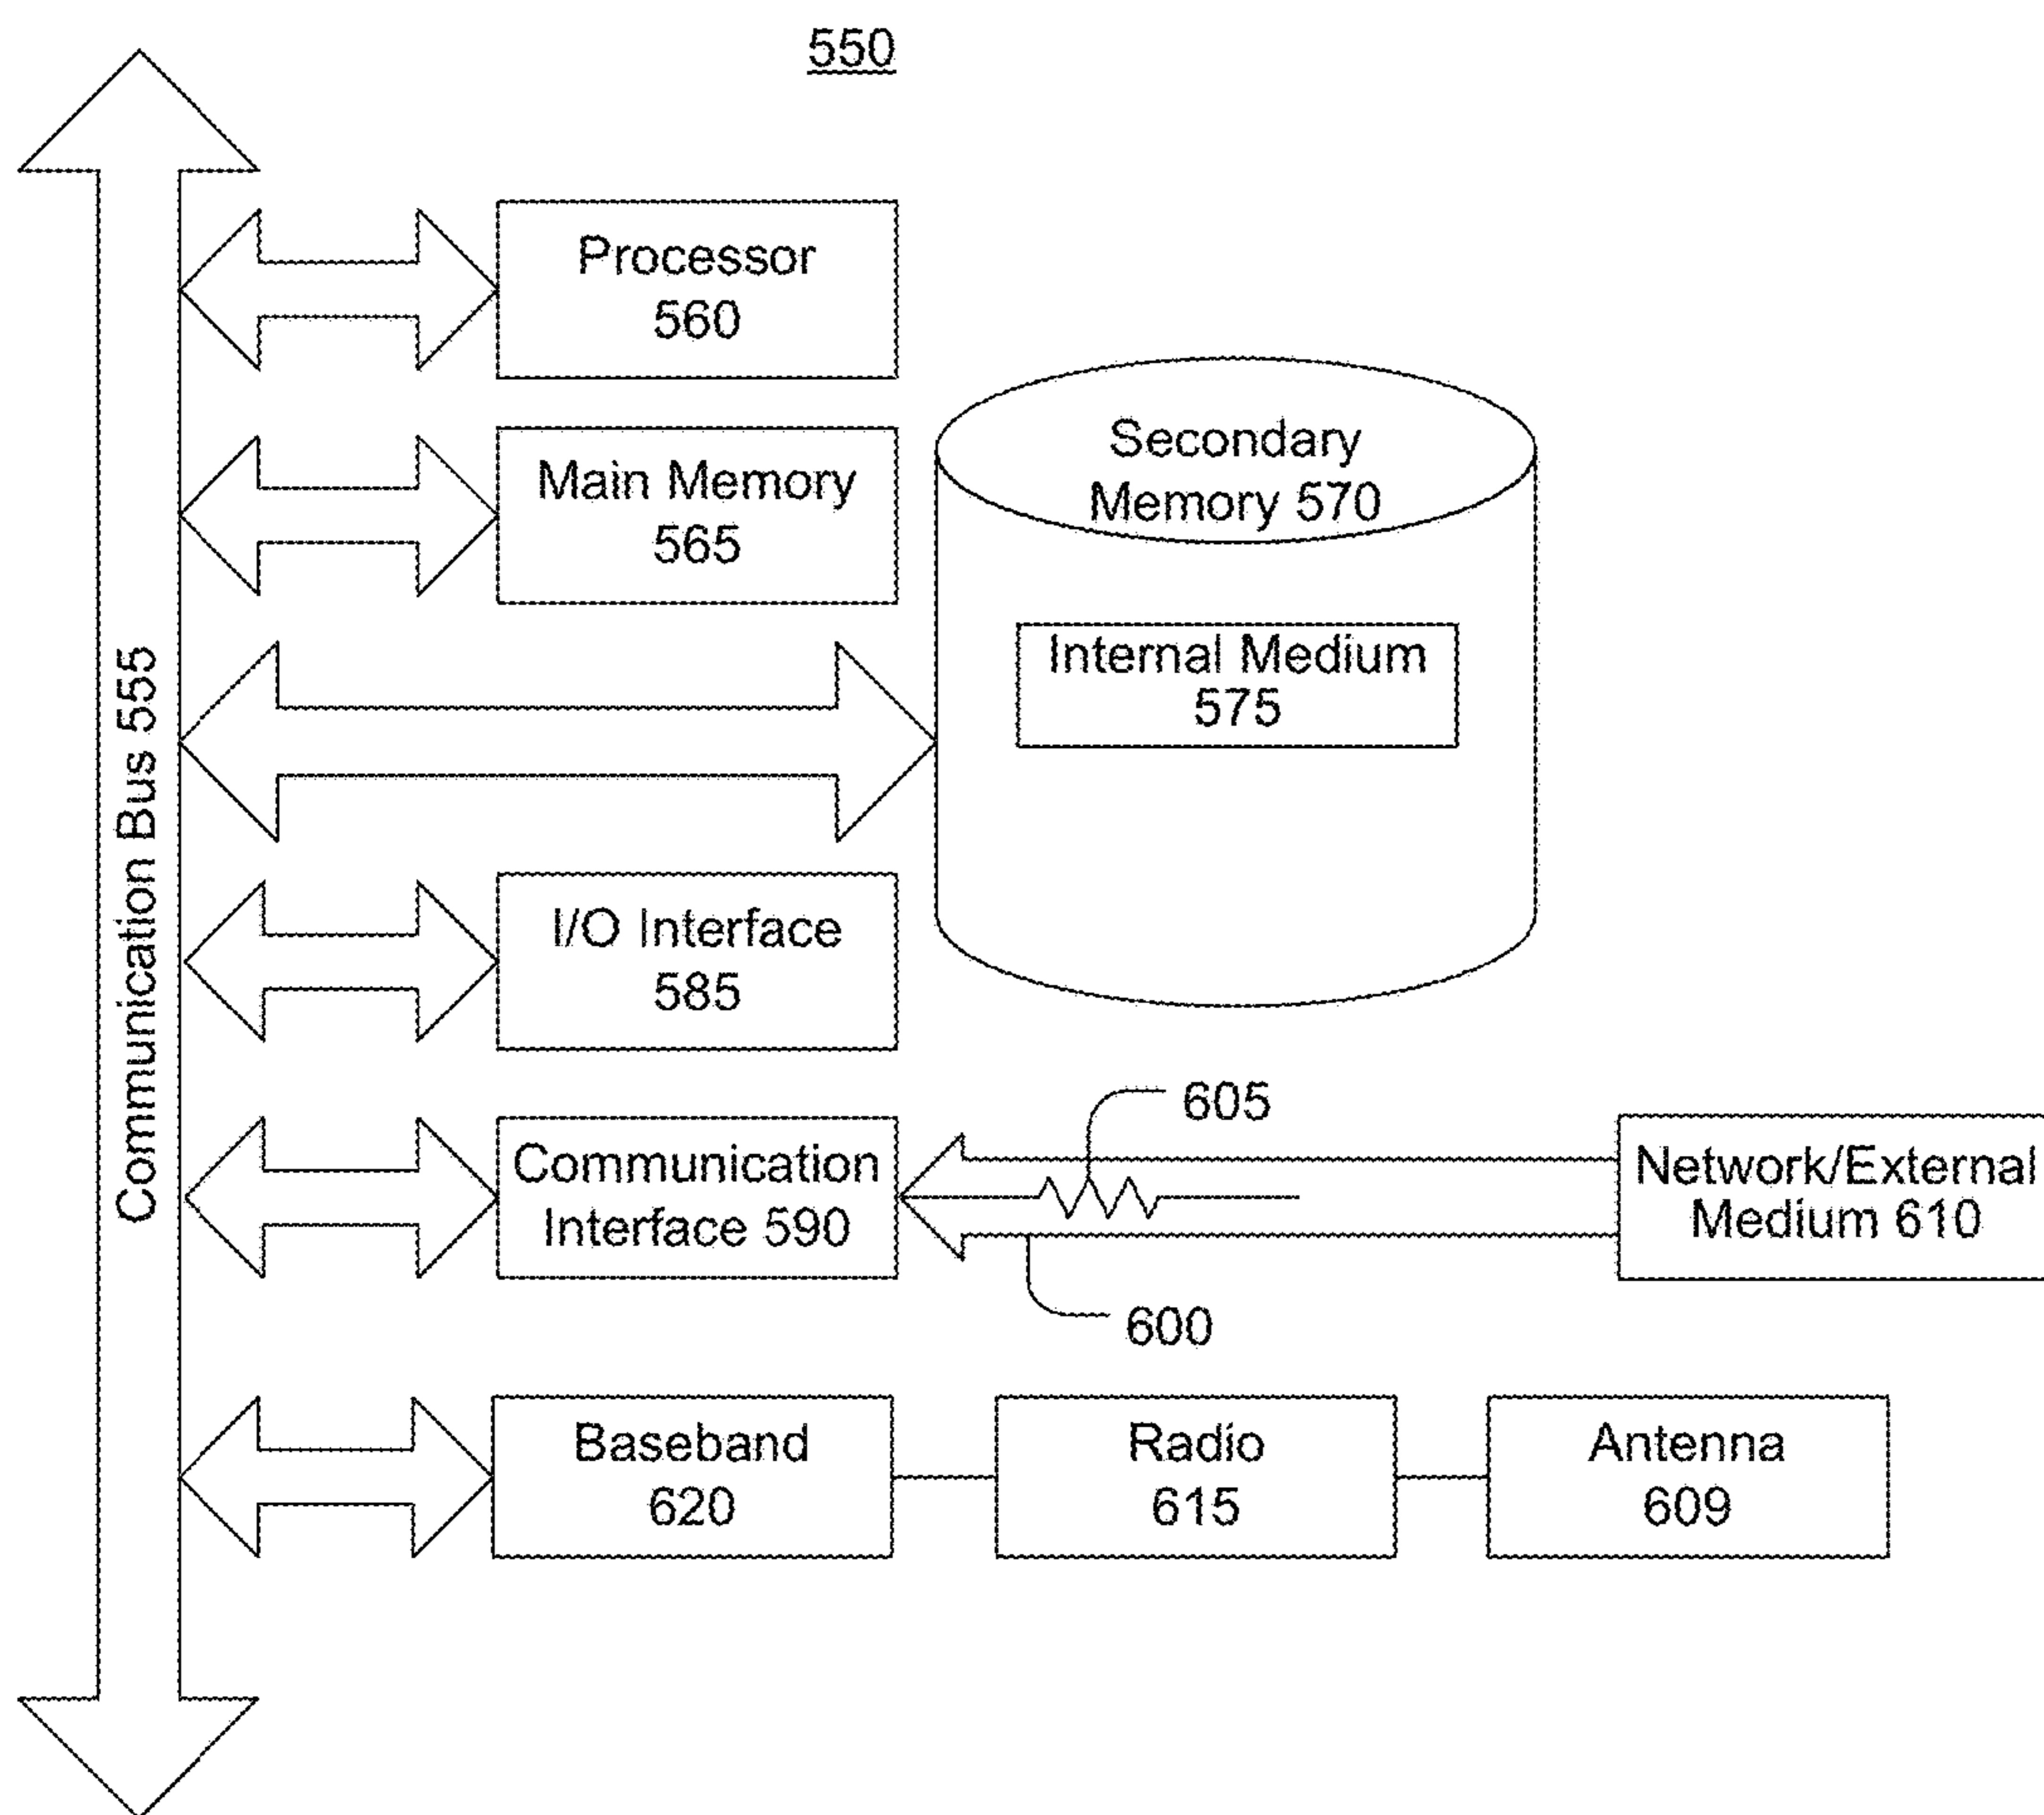 550
Processor
560
Main Memory
565
Secondary
Memory 570
Internal Medium
575
Communication Bus 555
I/O Interface
585
605
Communication
Interface 590
Network/External
Medium 610
600
Baseband
620
Radio
615
Antenna
609